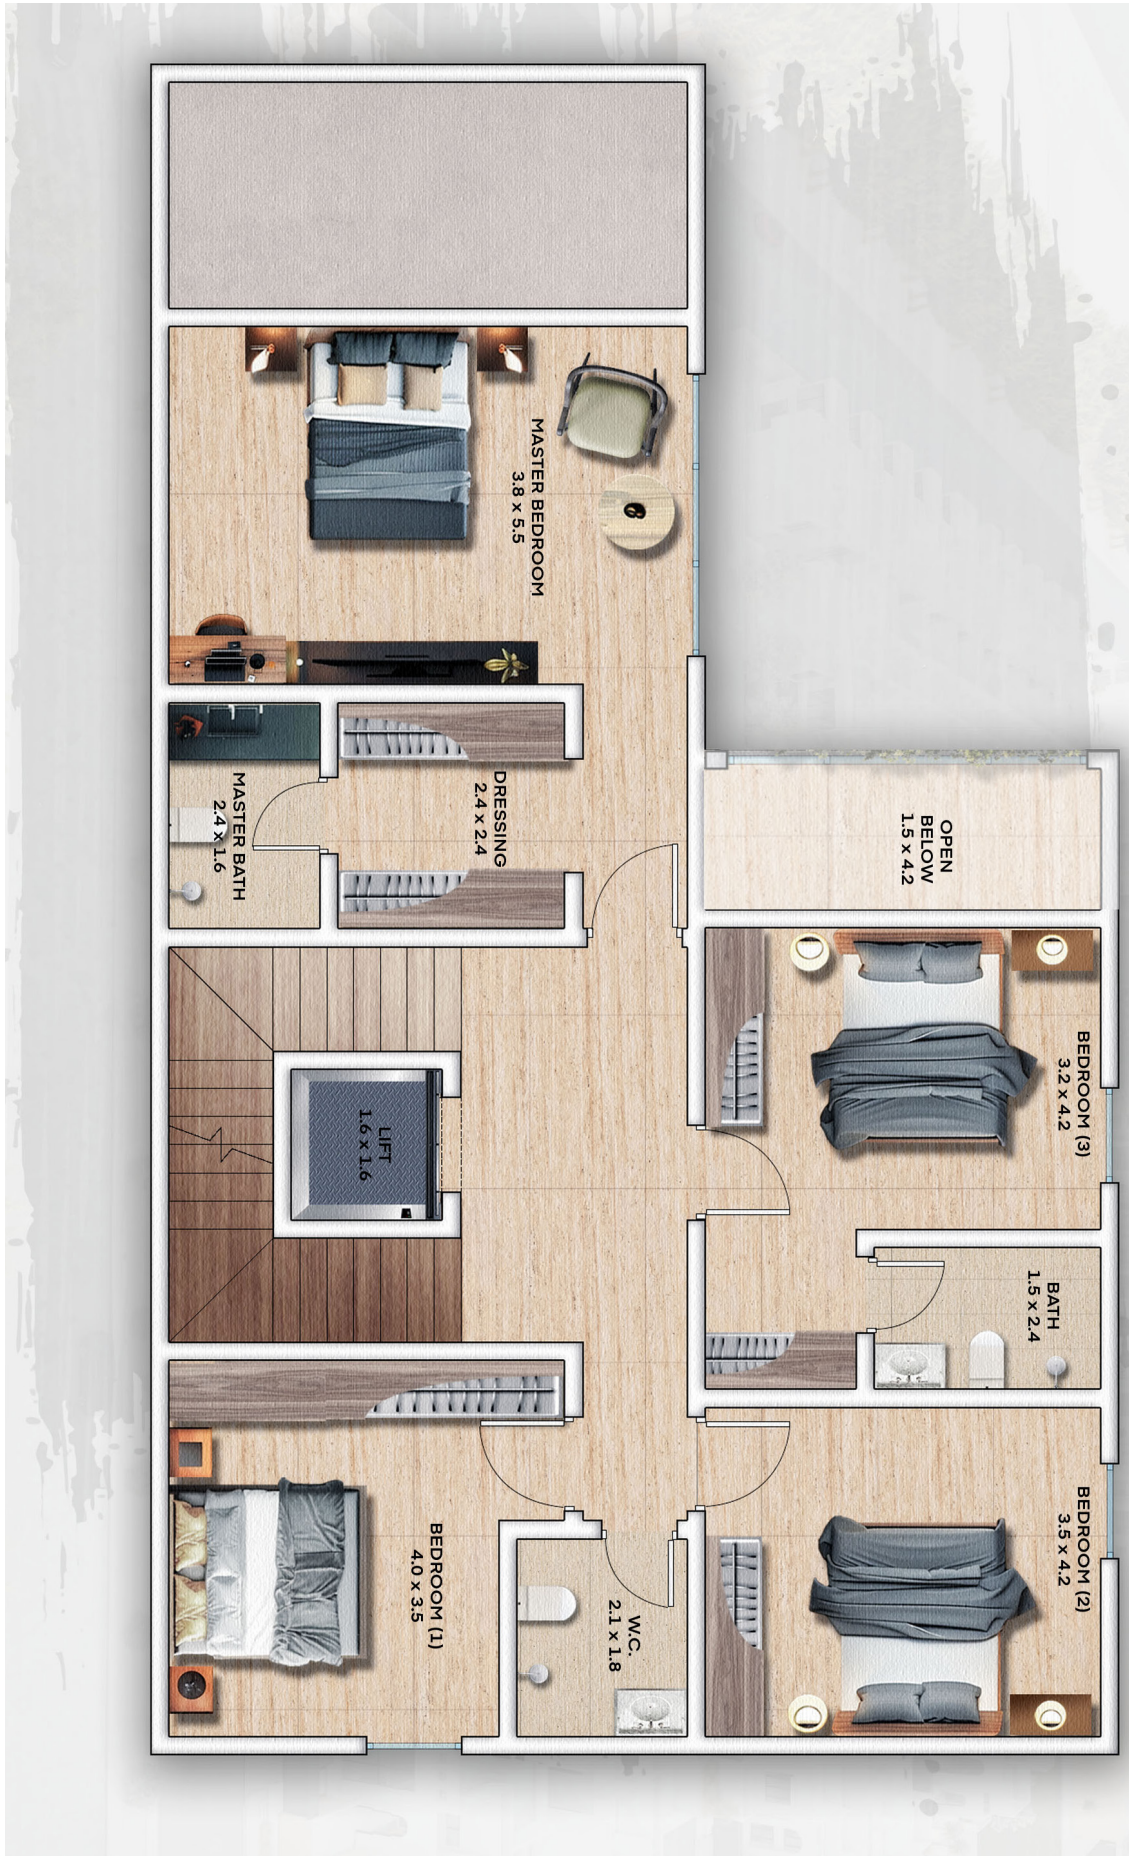 MASTER BEDROOM
3.8 x 5.5
DRESSING
2.4 x 2.4
MASTER BATH
2.4 x 1.6
OPEN
BELOW
1.5 x 4.2
BEDROOM (3)
3.2 x 4.2
LIFT
1.6 x 1.6
BATH
1.5 x 2.4
BEDROOM (2)
3.5 x 4.2
BEDROOM (1)
4.0 x 3.5
W.C.
2.1 x 1.8